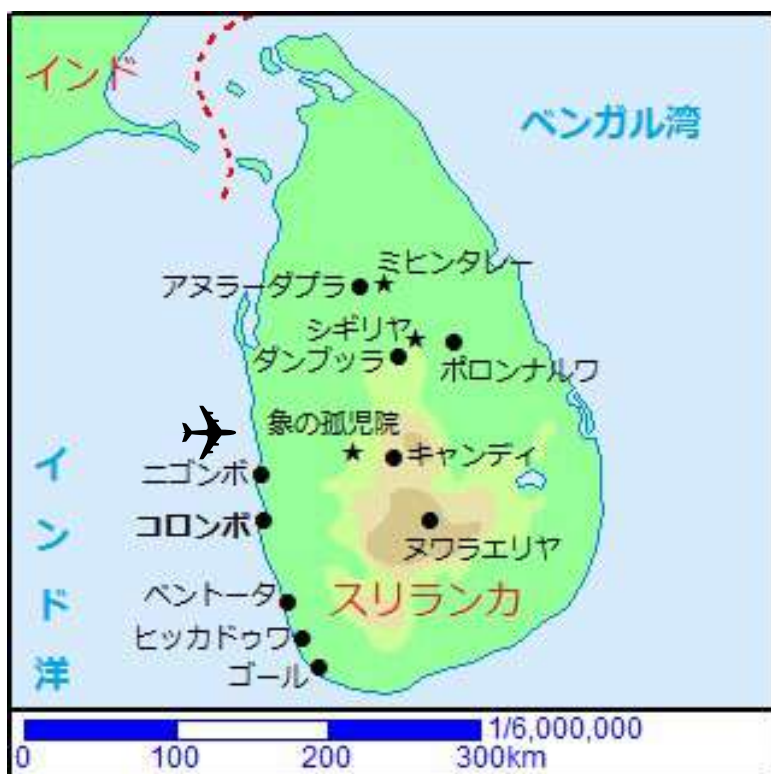 インド
ベンガル湾
ミヒンタレー
アヌラーダプラ
シギリヤ
ダンブッラ
ポロンナルワ
象の孤児院
キャンディ
ニゴンボ
コロンボ
ヌワラエリヤ
ベントータ
スリランカ
ヒッカドゥワ
ゴール
インド洋
1/6,000,000
0 100 200 300km